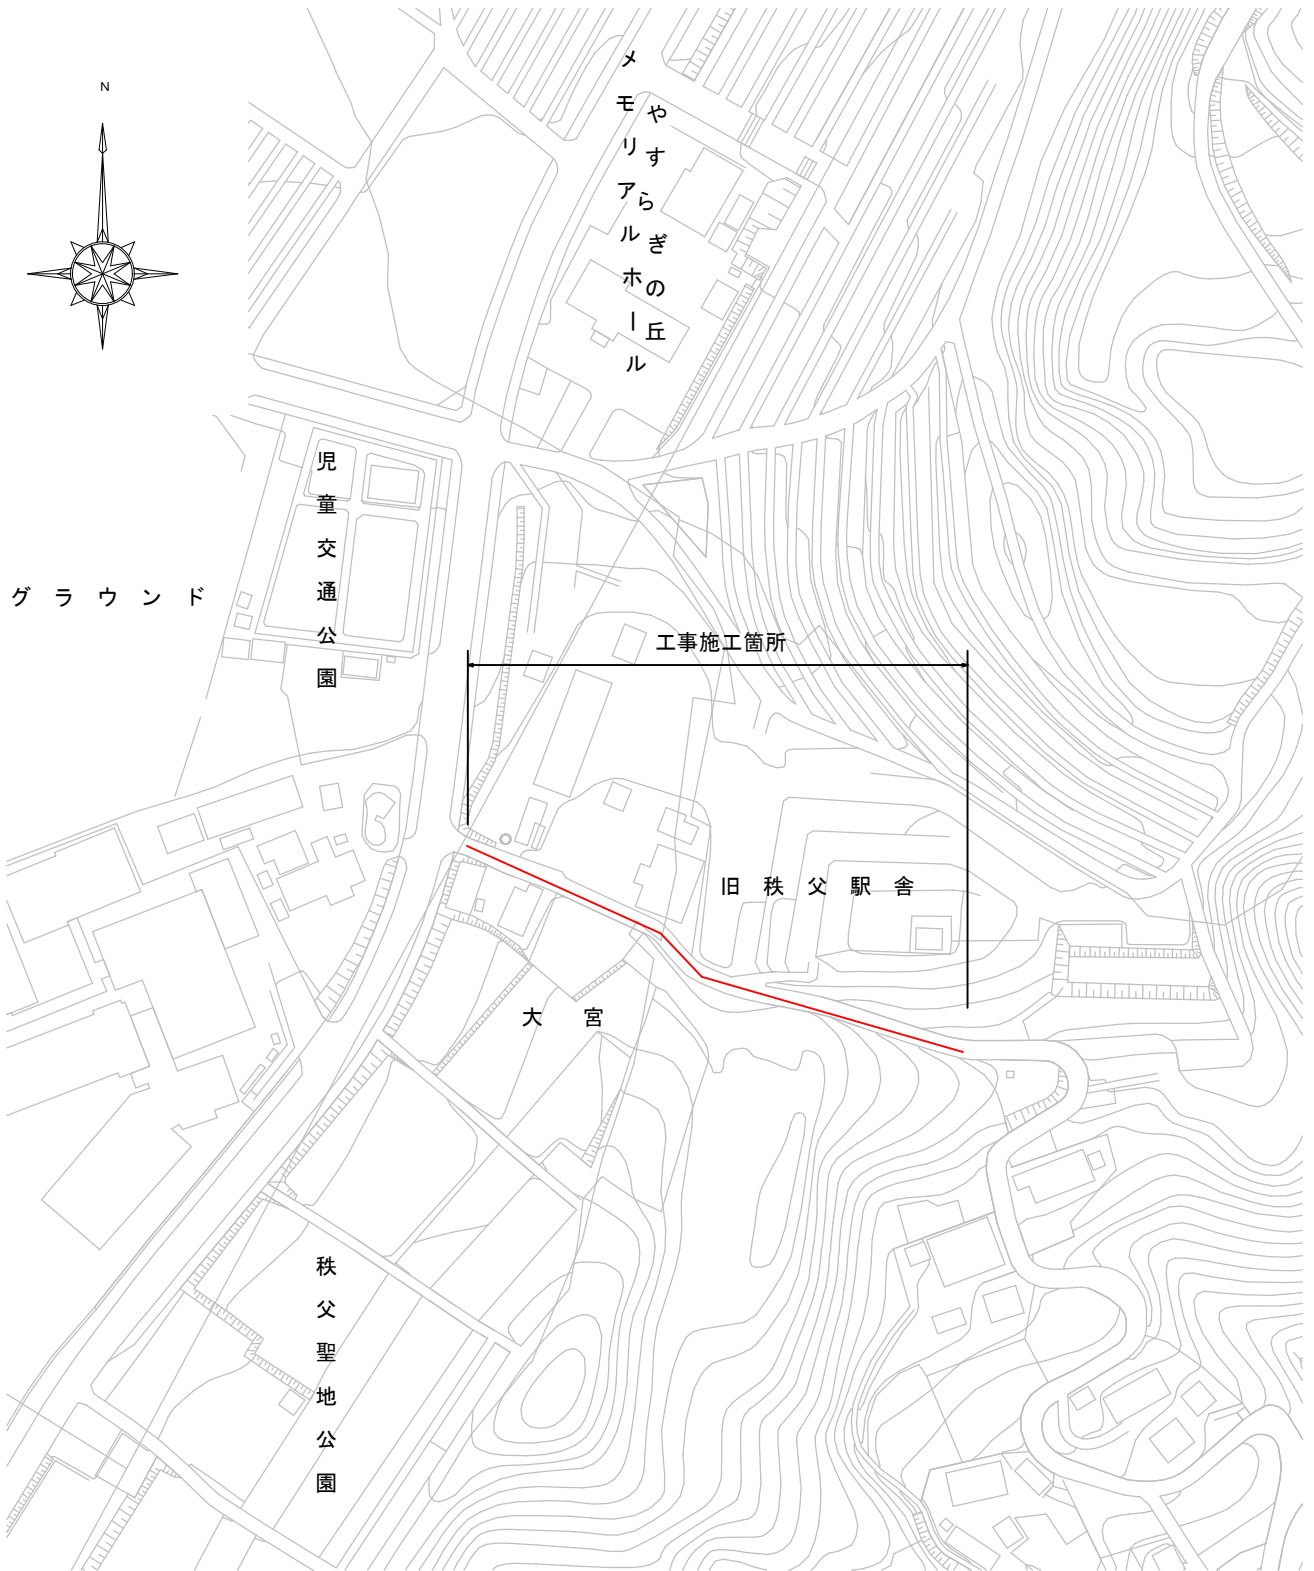 N
メモリアルホール
やすらぎの丘
児童交通公園
グラウンド
工事施工箇所
旧秩父駅舎
大宮
秩父聖地公園